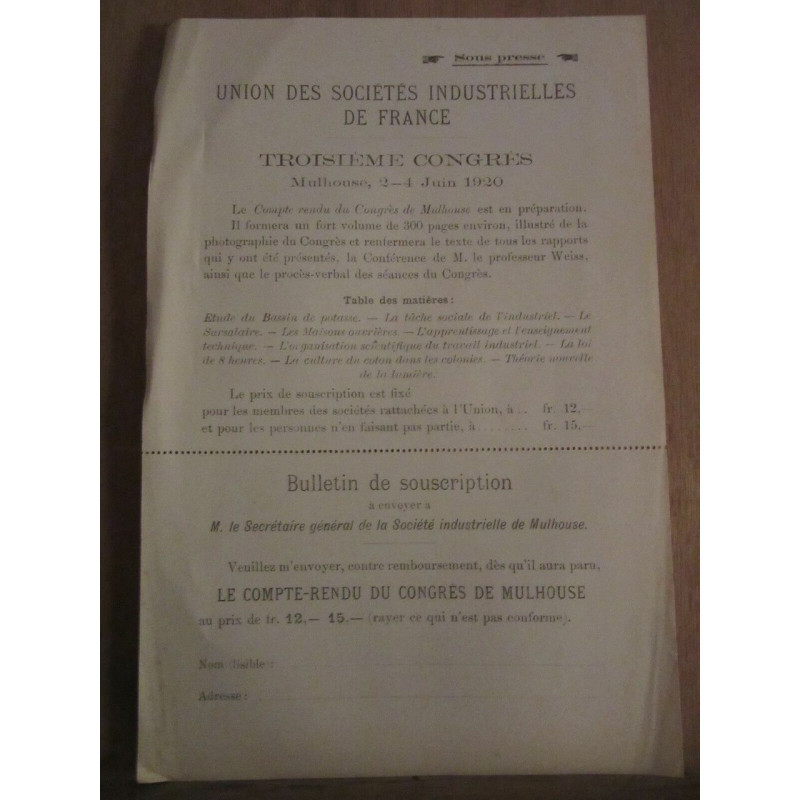 Sous presse
UNION DES SOCIÉTÉS INDUSTRIELLES
DE FRANCE
TROISIÈME CONGRÈS
Mulhouse, 2–4 Juin 1920
Le Compte rendu du Congrès de Mulhouse est en préparation.
Il formera un fort volume de 300 pages environ, illustré de la
photographie du Congrès et renfermera le texte de tous les rapports
qui y ont été présentés, la Conférence de M. le professeur Weiss,
ainsi que le procès-verbal des séances du Congrès.
Table des matières:
Etude du Bassin de potasse. — La tâche sociale de l'industriel. — Le
Sursalaire. — Les Maisons ouvrières — L'apprentissage et l'enseignement
technique. — L'organisation scientifique du travail industriel. — La loi
de 8 heures. — La culture du coton dans les colonies. — Théorie nouvelle
de la lumière.
Le prix de souscription est fixé
pour les membres des sociétés rattachées à l'Union, à .. fr. 12.—
et pour les personnes n'en faisant pas partie, à ........ fr. 15.—
Bulletin de souscription
à envoyer à
M. le Secrétaire général de la Société industrielle de Mulhouse.
Veuillez m'envoyer, contre remboursement, dès qu'il aura paru,
LE COMPTE-RENDU DU CONGRÈS DE MULHOUSE
au prix de fr. 12.— 15.— (rayer ce qui n'est pas conforme).
Nom (lisible):
Adresse: